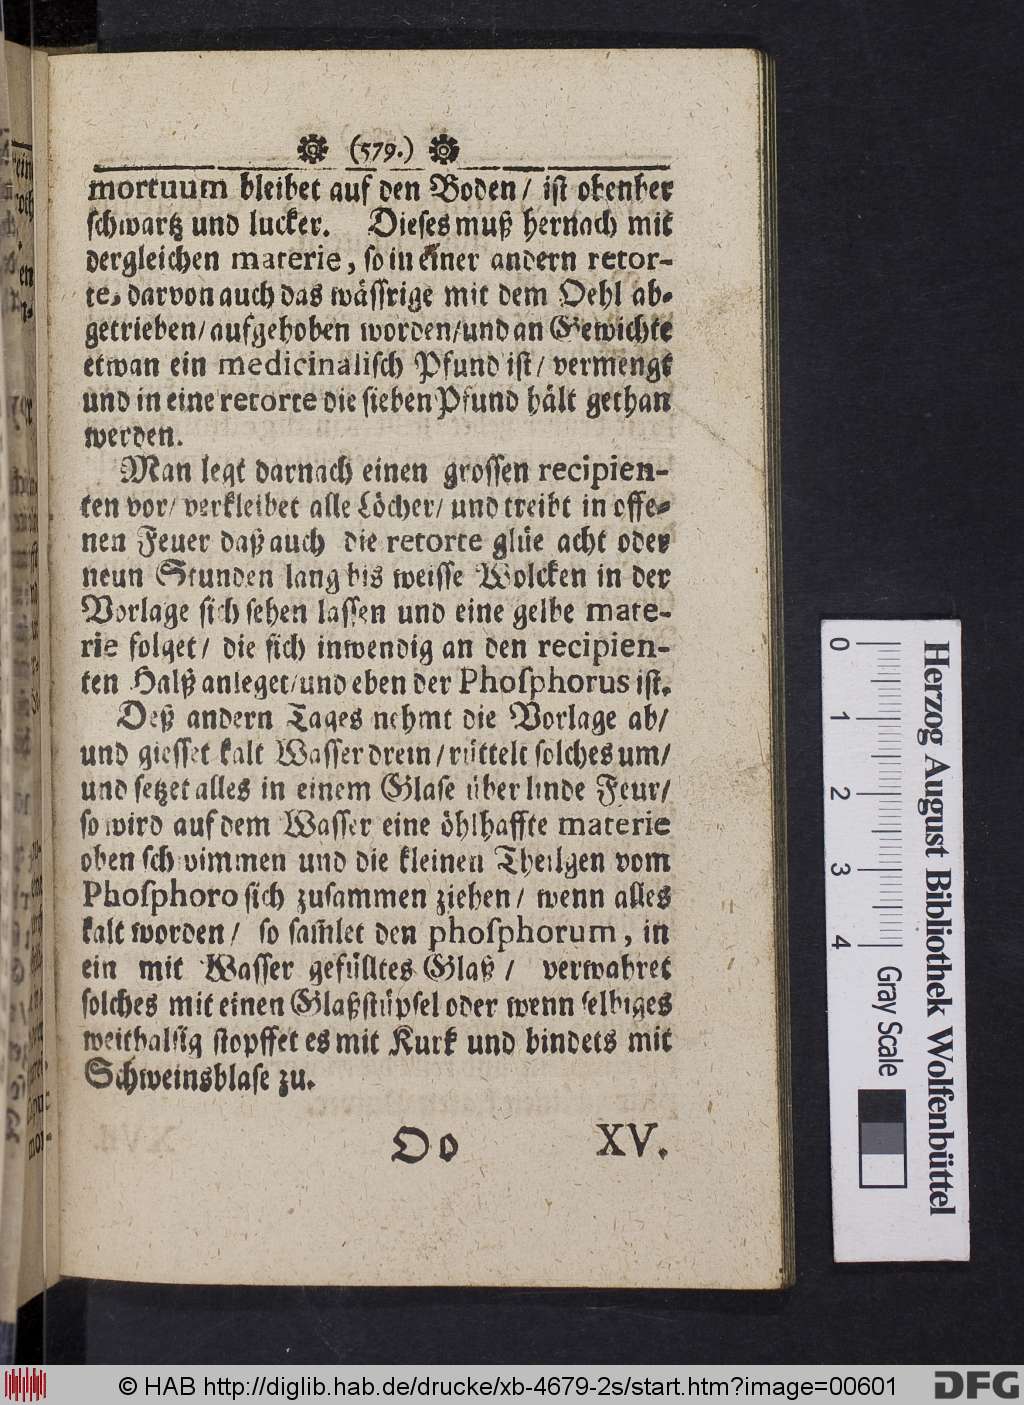 (579.)
mortuum bleibet auf den Boden/ ist obenher
schwartz und lucker. Dieses muß hernach mit
dergleichen materie, so in einer andern retor-
te, darvon auch das wässrige mit dem Oehl ab-
getrieben/ aufgehoben worden/ und an Gewichte
etwan ein medicinalisch Pfund ist/ vermengt
und in eine retorte die sieben Pfund hält gethan
werden.
Man legt darnach einen grossen recipien-
ten vor/ verkleibet alle Löcher/ und treibt in offe-
nen Feuer daß auch die retorte glüe acht oder
neun Stunden lang bis weisse Wolcken in der
Vorlage sich sehen lassen und eine gelbe mate-
rie folget/ die sich inwendig an den recipien-
ten Halß anleget/ und eben der Phosphorus ist.
Deß andern Tages nehmt die Vorlage ab/
und giesset kalt Wasser drein/ rüttelt solches um/
und setzet alles in einem Glase über linde Feur/
so wird auf dem Wasser eine öhlhaffte materie
oben schwimmen und die kleinen Theilgen vom
Phosphoro sich zusammen ziehen/ wenn alles
kalt worden/ so sam̃let den phosphorum, in
ein mit Wasser gefülltes Glaß/ verwahret
solches mit einen Glaßstüpsel oder wenn selbiges
weithalsig stopffet es mit Kurk und bindets mit
Schweinsblase zu.
Oo XV.
0 1 2 3 4 Gray Scale
Herzog August Bibliothek Wolfenbüttel
© HAB http://diglib.hab.de/drucke/xb-4679-2s/start.htm?image=00601 DFG